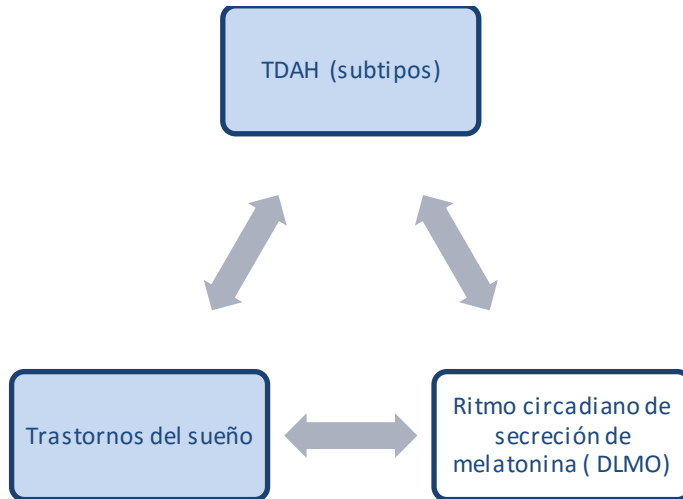 TDAH (subtipos)
Trastornos del sueño
Ritmo circadiano de
secreción de
melatonina ( DLMO)